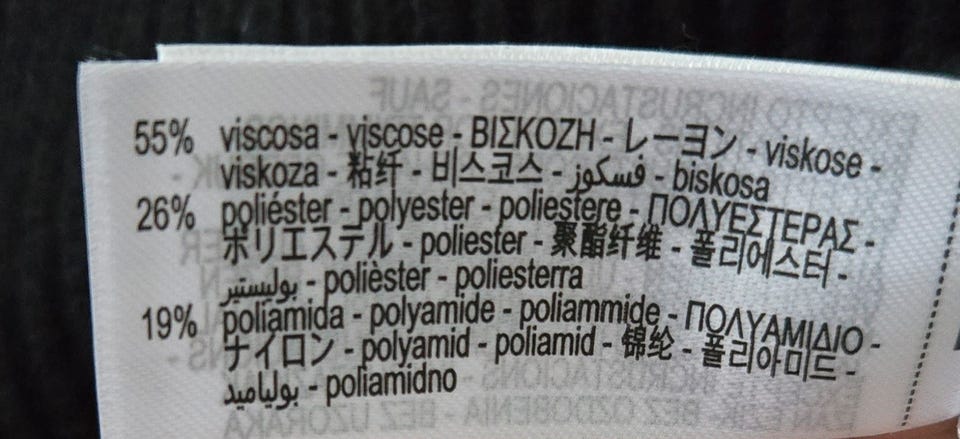 55% viscosa - viscose - ΒΙΣΚΟΖΗ - レーヨン - viskose -
viskoza - 粘纤 - 비스코스 - فسكوز - biskosa
26% poliéster - polyester - poliestere - ΠΟΛΥΕΣΤΕΡΑΣ -
ポリエステル - poliester - 聚酯纤维 - 폴리에스터 -
بوليستير - polièster - poliesterra
19% poliamida - polyamide - poliammide - ΠΟΛΥΑΜΙΔΙΟ -
ナイロン - polyamid - poliamid - 锦纶 - 폴리아미드 -
بولياميد - poliamidno